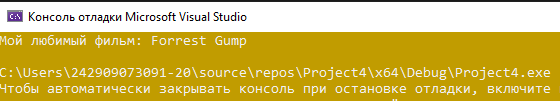 Консоль отладки Microsoft Visual Studio
Мой любимый фильм: Forrest Gump
C:\Users\242909073091-20\source\repos\Project4\x64\Debug\Project4.exe
Чтобы автоматически закрывать консоль при остановке отладки, включите